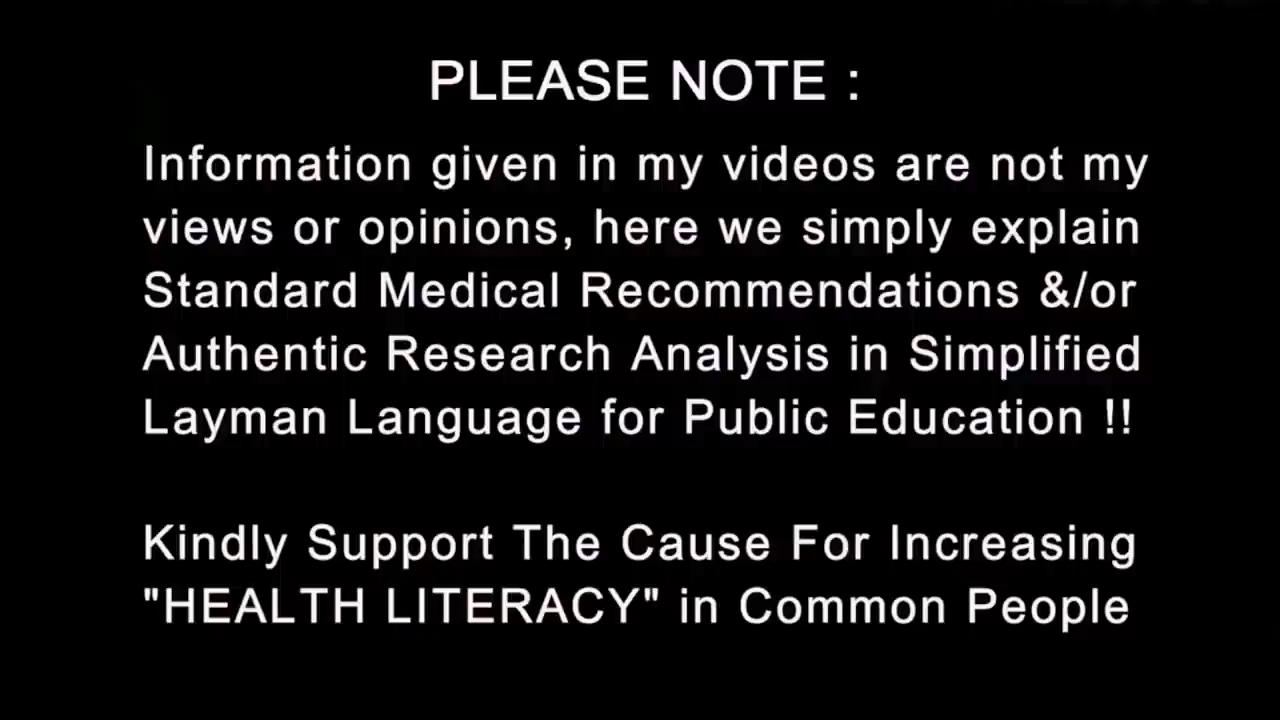 PLEASE NOTE :
Information given in my videos are not my
views or opinions, here we simply explain
Standard Medical Recommendations &/or
Authentic Research Analysis in Simplified
Layman Language for Public Education !!
Kindly Support The Cause For Increasing
"HEALTH LITERACY" in Common People